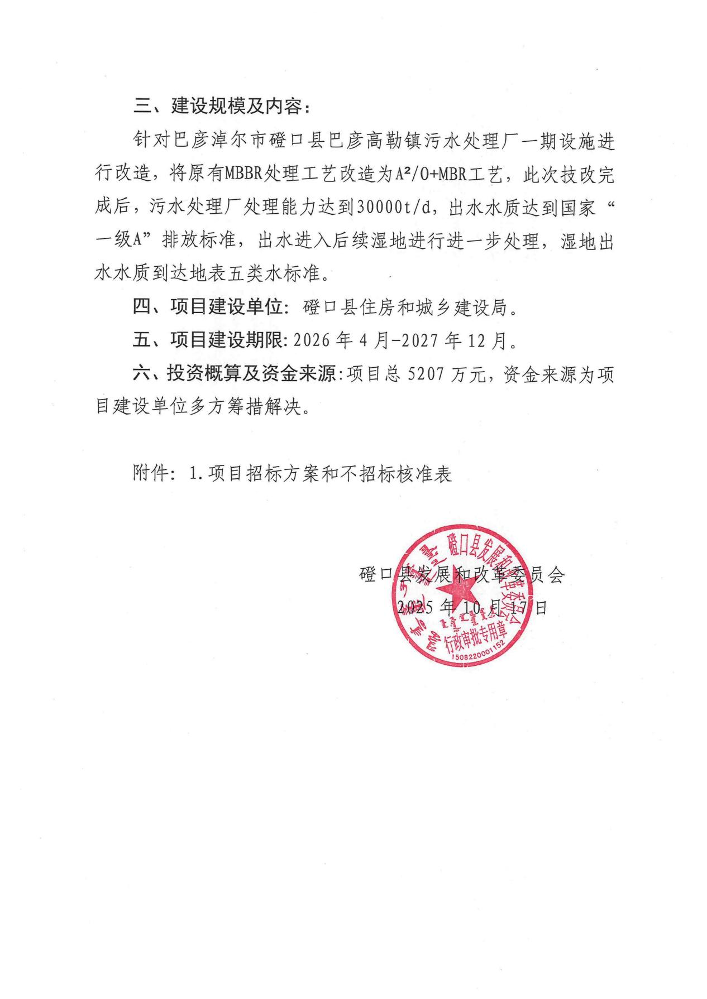 三、建设规模及内容：
针对巴彦淖尔市磴口县巴彦高勒镇污水处理厂一期设施进
行改造，将原有MBBR处理工艺改造为A²/O+MBR工艺，此次技改完
成后，污水处理厂处理能力达到30000t/d，出水水质达到国家“
一级A”排放标准，出水进入后续湿地进行进一步处理，湿地出
水水质到达地表五类水标准。
四、项目建设单位：磴口县住房和城乡建设局。
五、项目建设期限：2026年4月-2027年12月。
六、投资概算及资金来源：项目总 5207 万元，资金来源为项
目建设单位多方筹措解决。
附件：1.项目招标方案和不招标核准表
磴口县发展和改革委员会
2025年10月17日
磴口县发展和改革委员会
行政审批专用章
1508220001152